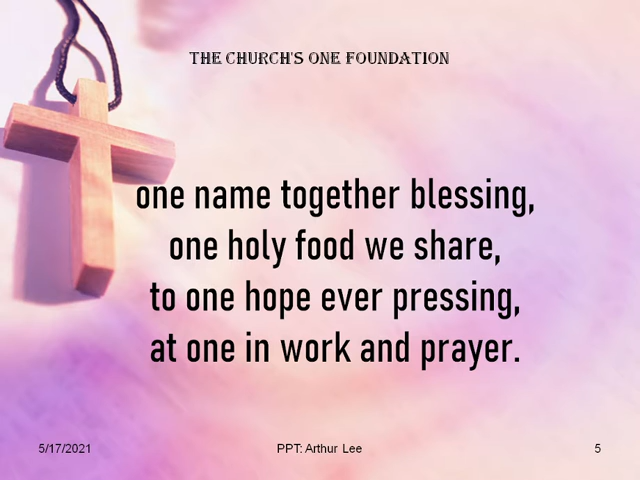 THE CHURCH'S ONE FOUNDATION
one name together blessing,
one holy food we share,
to one hope ever pressing,
at one in work and prayer.
5/17/2021
PPT: Arthur Lee
5